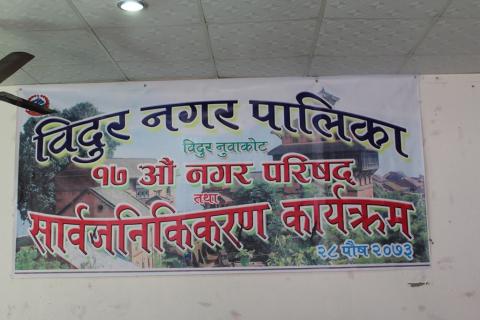 विदुर नगर पालिका
विदुर नुवाकोट
१७ औं नगर परिषद
तथा
सार्वजनिकिकरण कार्यक्रम
२८ पौष २०७३